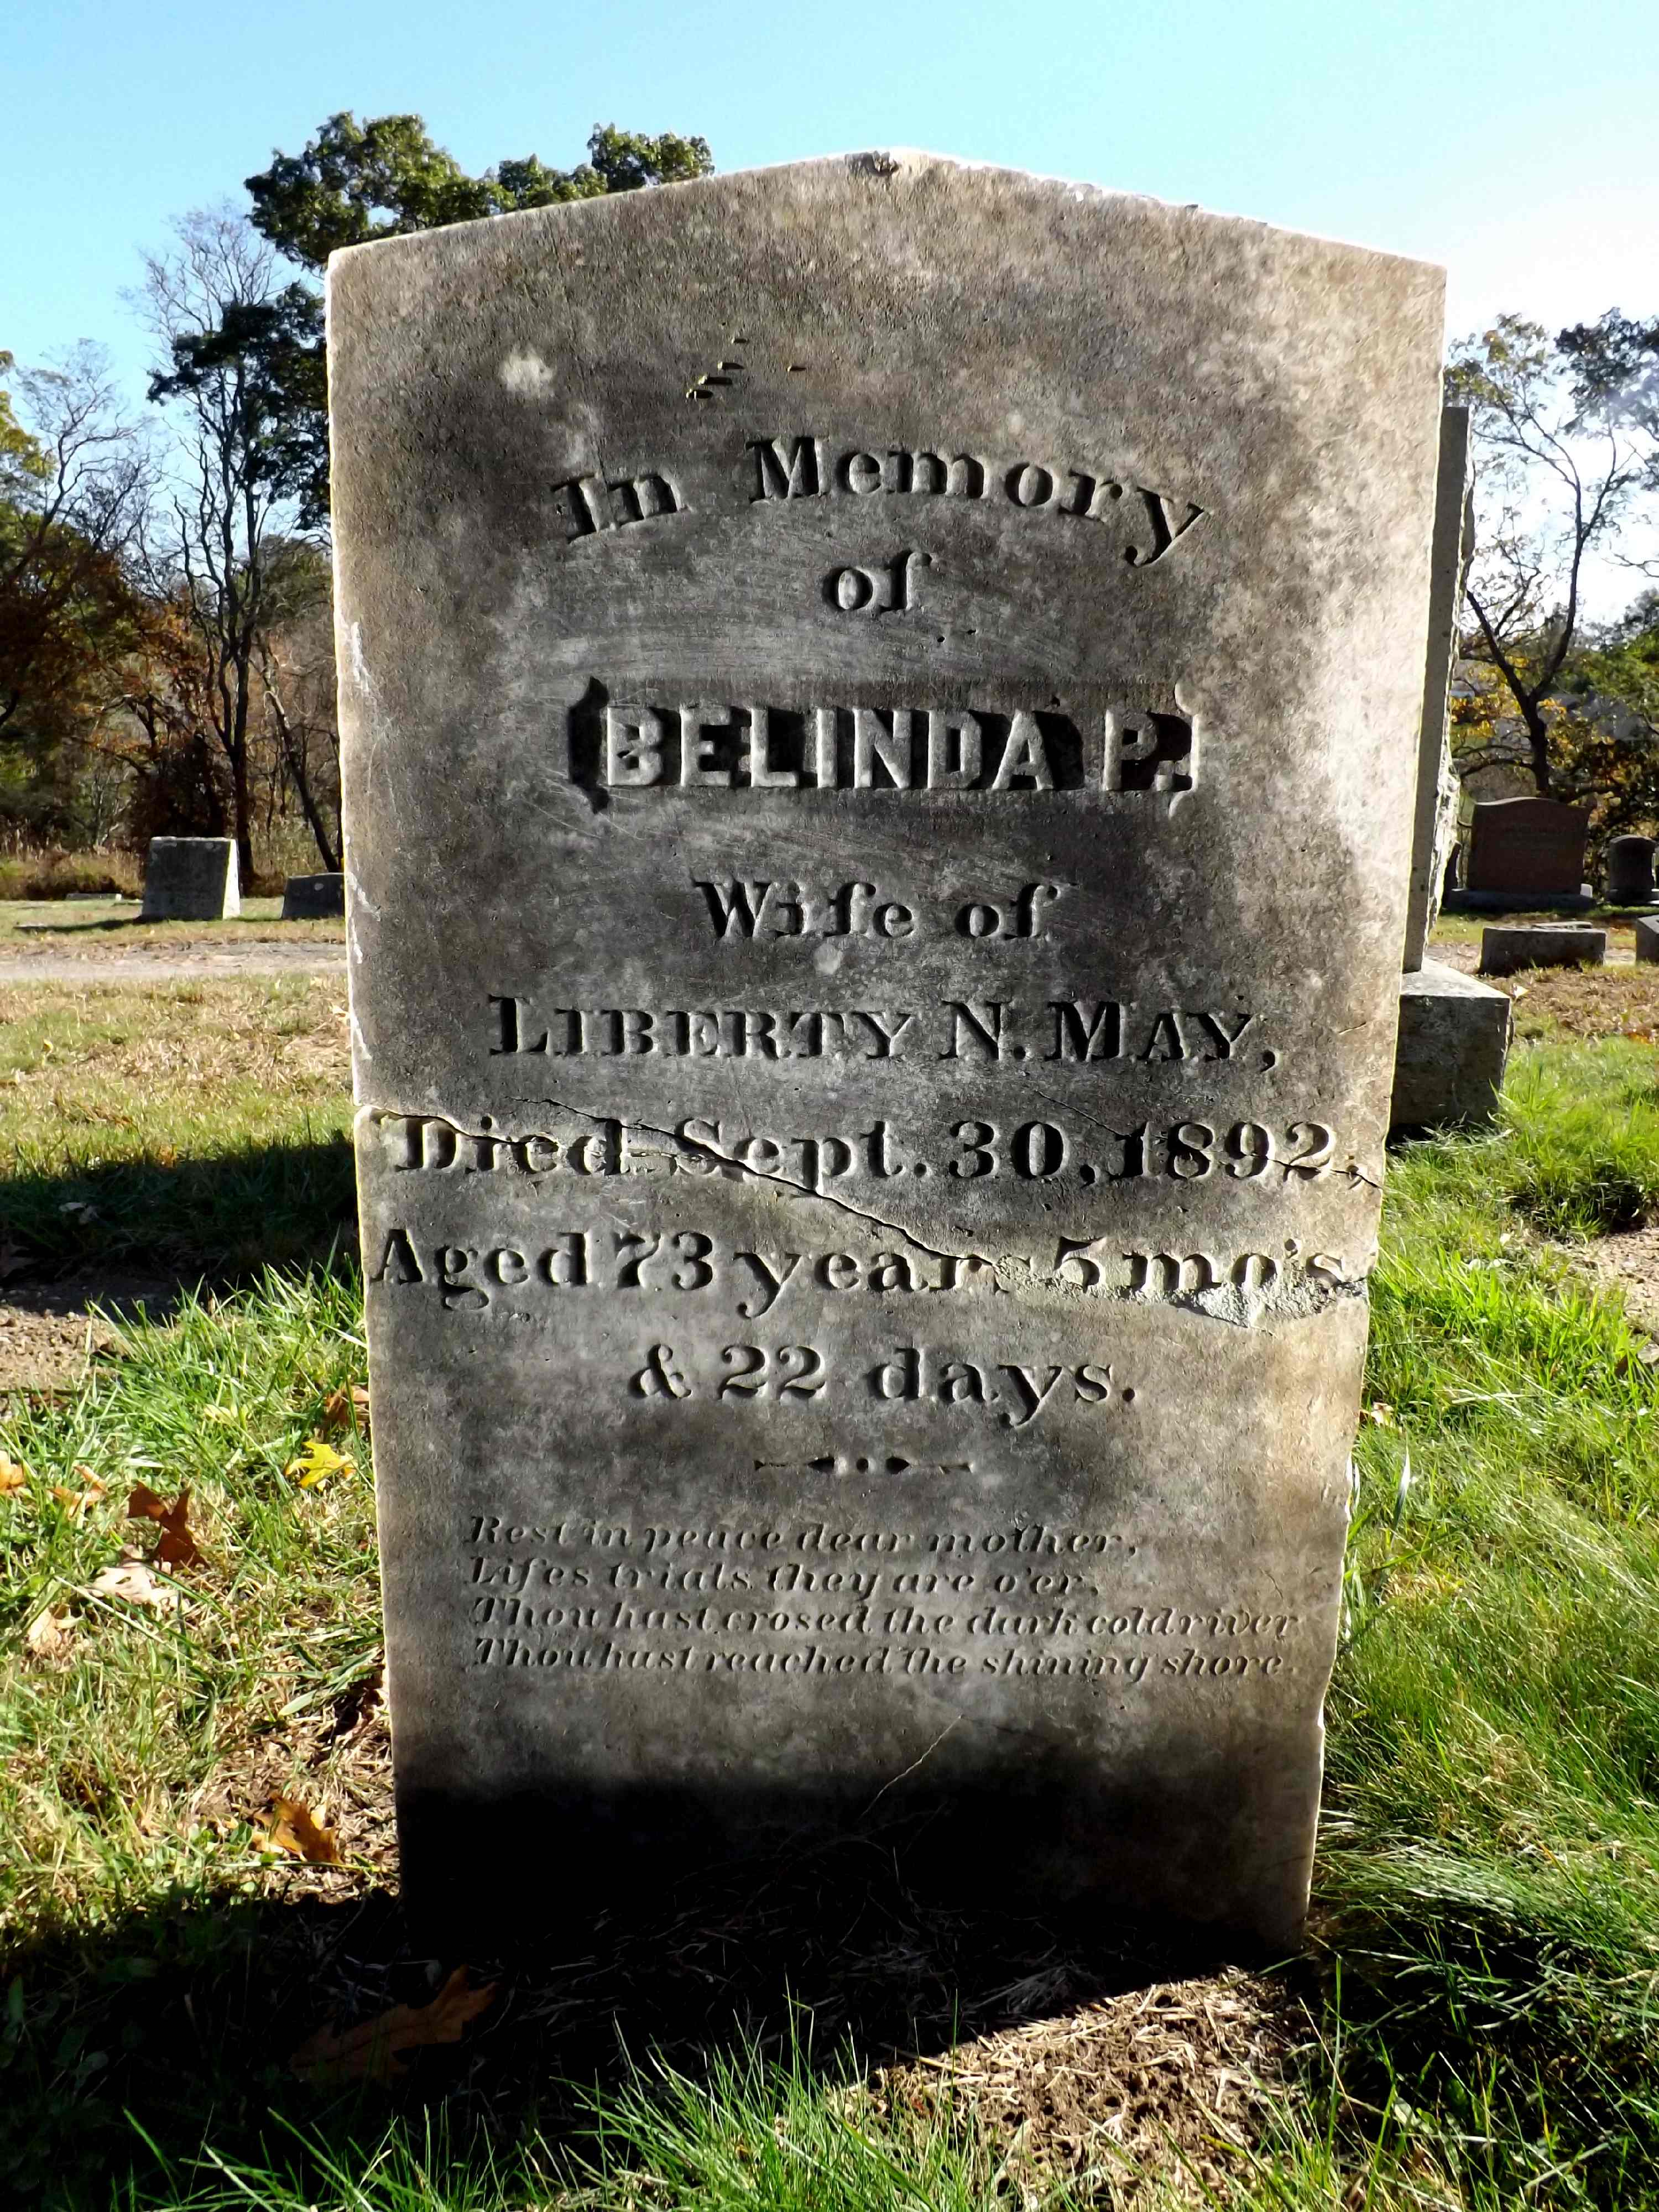 In Memory
of
BELINDA P.
Wife of
LIBERTY N. MAY,
Died Sept. 30, 1892,
Aged 73 years 5 mo's
& 22 days.
Rest in peace dear mother,
Lifes trials they are o'er,
Thou hast crosed the dark cold river
Thou hast reached the shining shore.